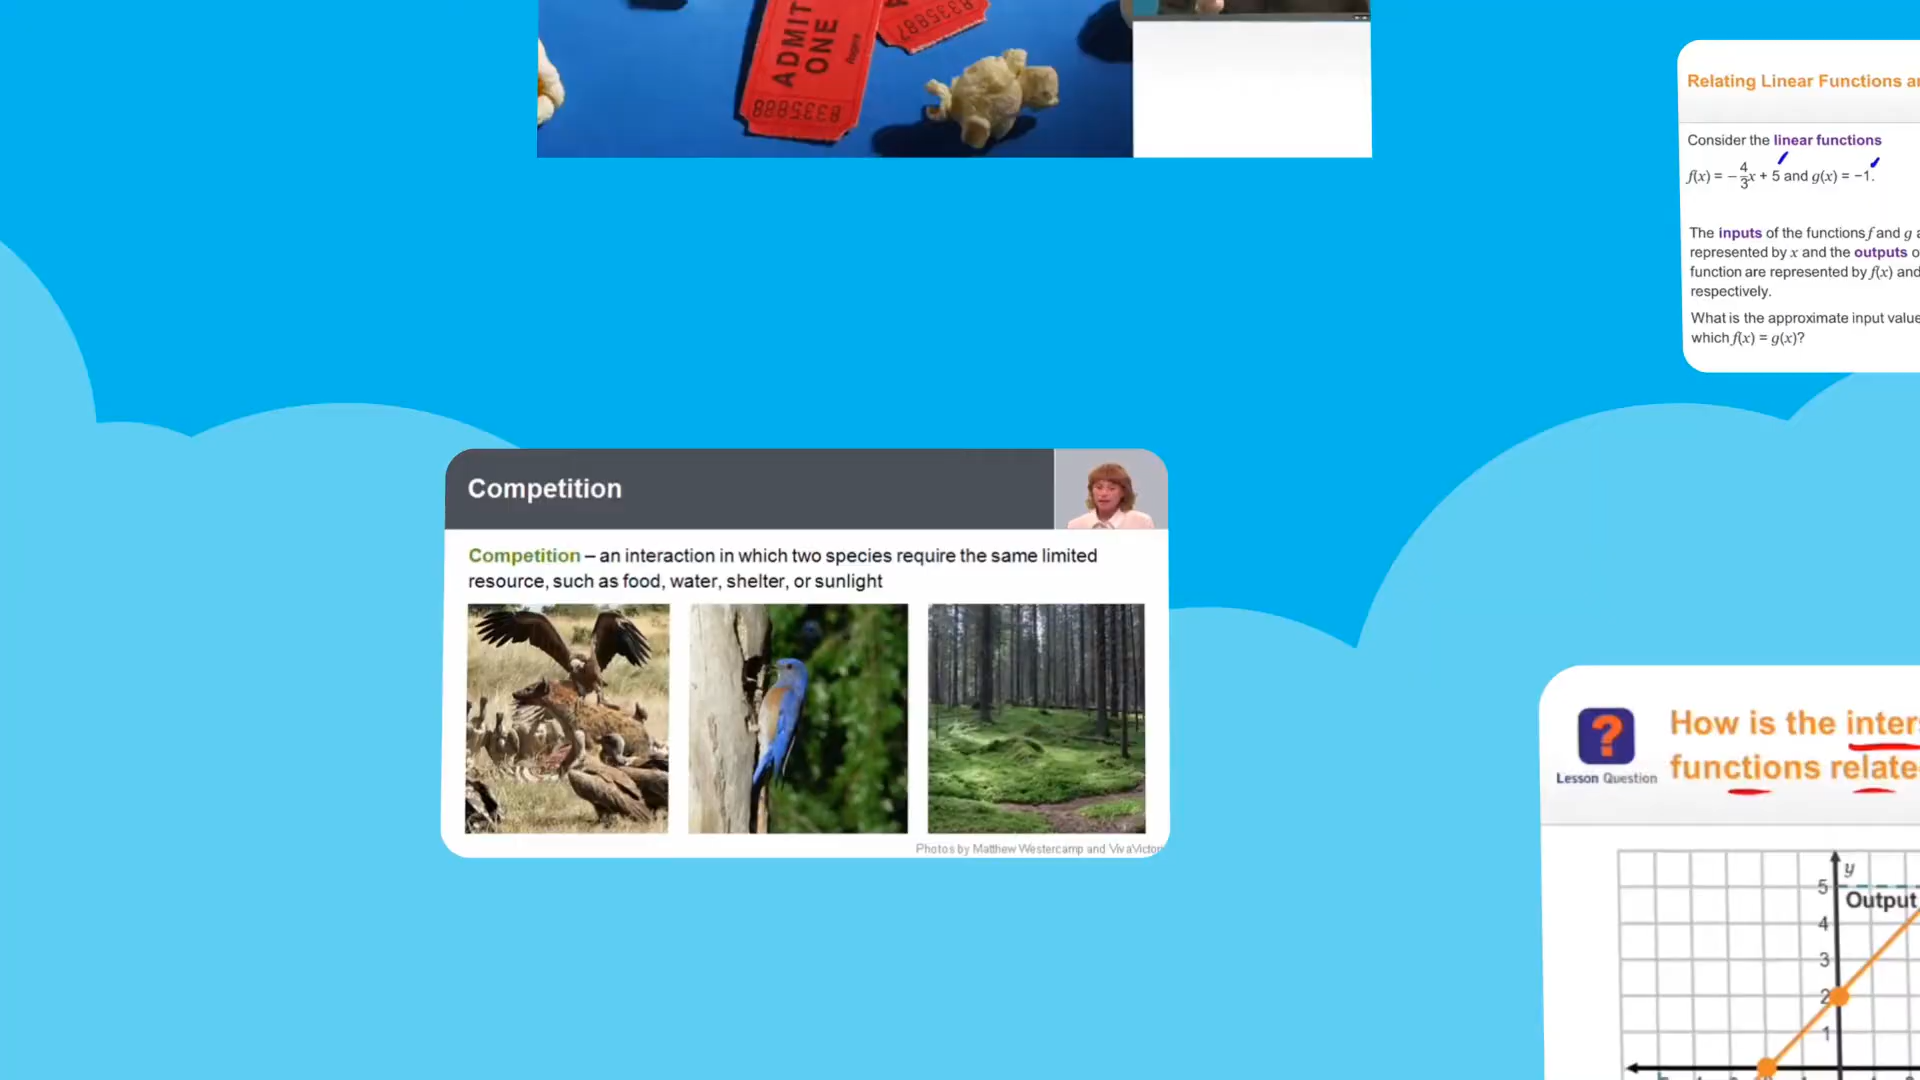 ADMIT
ONE
8335888
8335887
Relating Linear Functions
Consider the linear functions
f(x) = −4/3x + 5 and g(x) = −1.
The inputs of the functions f and g
represented by x and the outputs
function are represented by f(x) and
respectively.
What is the approximate input value
which f(x) = g(x)?
Competition
Competition – an interaction in which two species require the same limited
resource, such as food, water, shelter, or sunlight
Photos by Matthew Westercamp and VivaVictor
?
Lesson Question
How is the inter
functions relate
y
5
Output
4
3
2
1